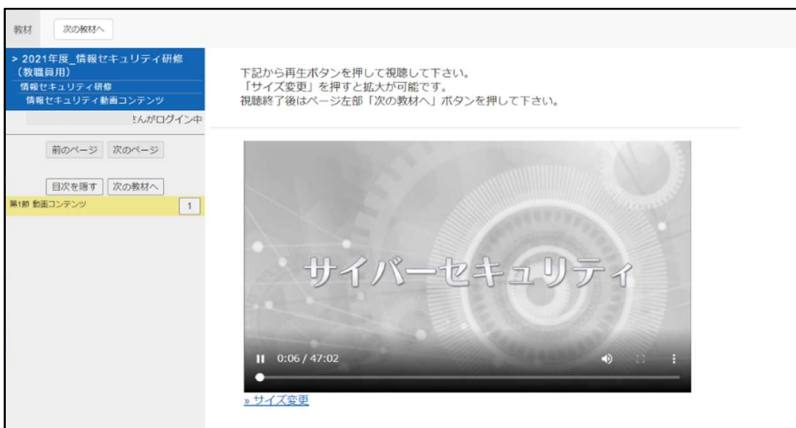 教材 次の教材へ
> 2021年度_情報セキュリティ研修
（教職員用）
情報セキュリティ研修
情報セキュリティ動画コンテンツ
さんがログイン中
前のページ 次のページ
目次を隠す 次の教材へ
第1節 動画コンテンツ 1
下記から再生ボタンを押して視聴して下さい。
「サイズ変更」を押すと拡大が可能です。
視聴終了後はページ左部「次の教材へ」ボタンを押して下さい。
サイバーセキュリティ
0:06 / 47:02
» サイズ変更